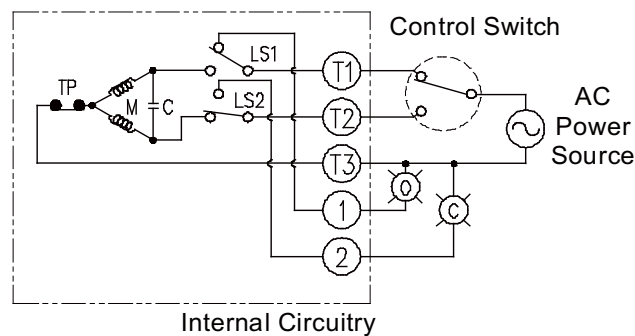 Control Switch
LS1
T1
TP
M
C
LS2
T2
AC
Power
Source
T3
O
1
C
2
Internal Circuitry